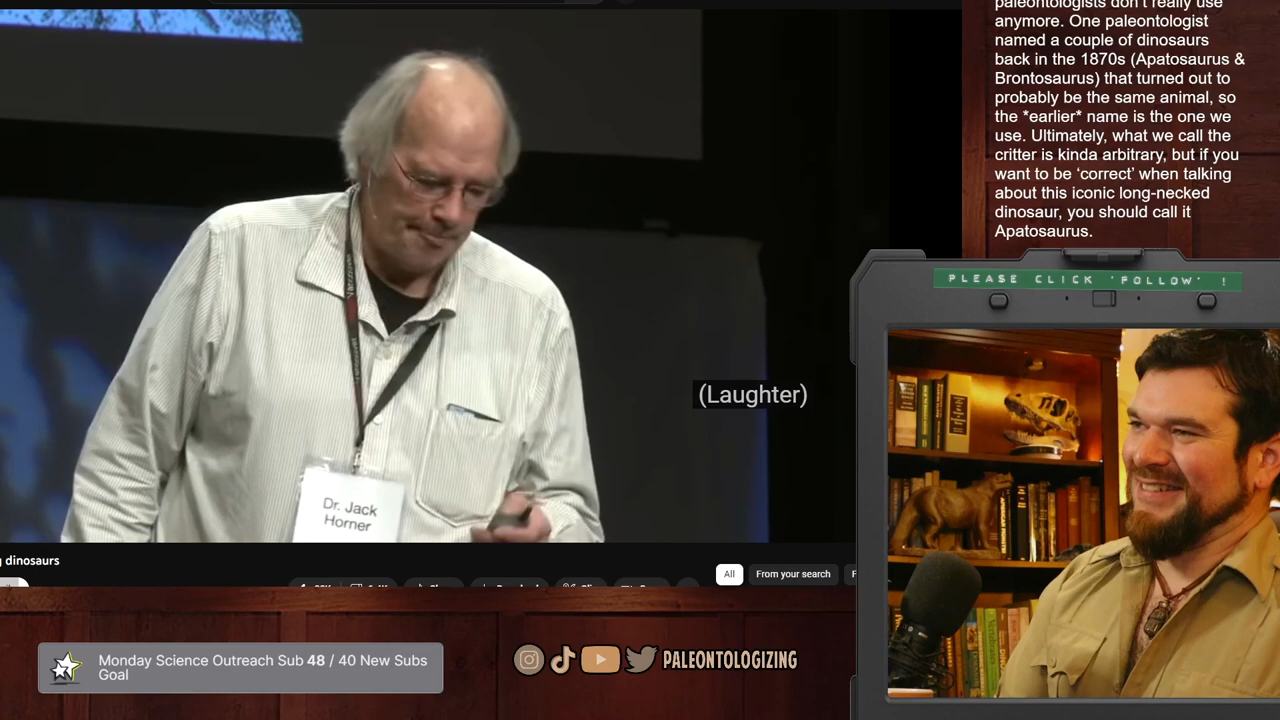 paleontologists don't really use
anymore. One paleontologist
named a couple of dinosaurs
back in the 1870s (Apatosaurus &
Brontosaurus) that turned out to
probably be the same animal, so
the *earlier* name is the one we
use. Ultimately, what we call the
critter is kinda arbitrary, but if you
want to be ‘correct’ when talking
about this iconic long-necked
dinosaur, you should call it
Apatosaurus.
PLEASE CLICK 'FOLLOW' !
(Laughter)
Dr. Jack
Horner
dinosaurs
All
From your search
Monday Science Outreach Sub 48 / 40 New Subs
Goal
PALEONTOLOGIZING